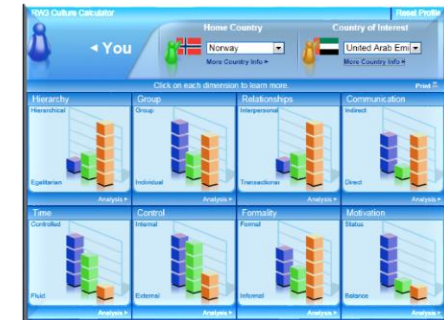 RW3 Culture Calculator
Reset Profile
Home Country
Country of Interest
◄ You
Norway
United Arab Emi
More Country Info
More Country Info
Click on each dimension to learn more.
Print
Hierarchy
Group
Relationships
Communication
Hierarchical
Group
Interpersonal
Indirect
Egalitarian
Individual
Transactional
Direct
Analysis
Analysis
Analysis
Analysis
Time
Control
Formality
Motivation
Controlled
Internal
Formal
Status
Fluid
External
Informal
Balance
Analysis
Analysis
Analysis
Analysis